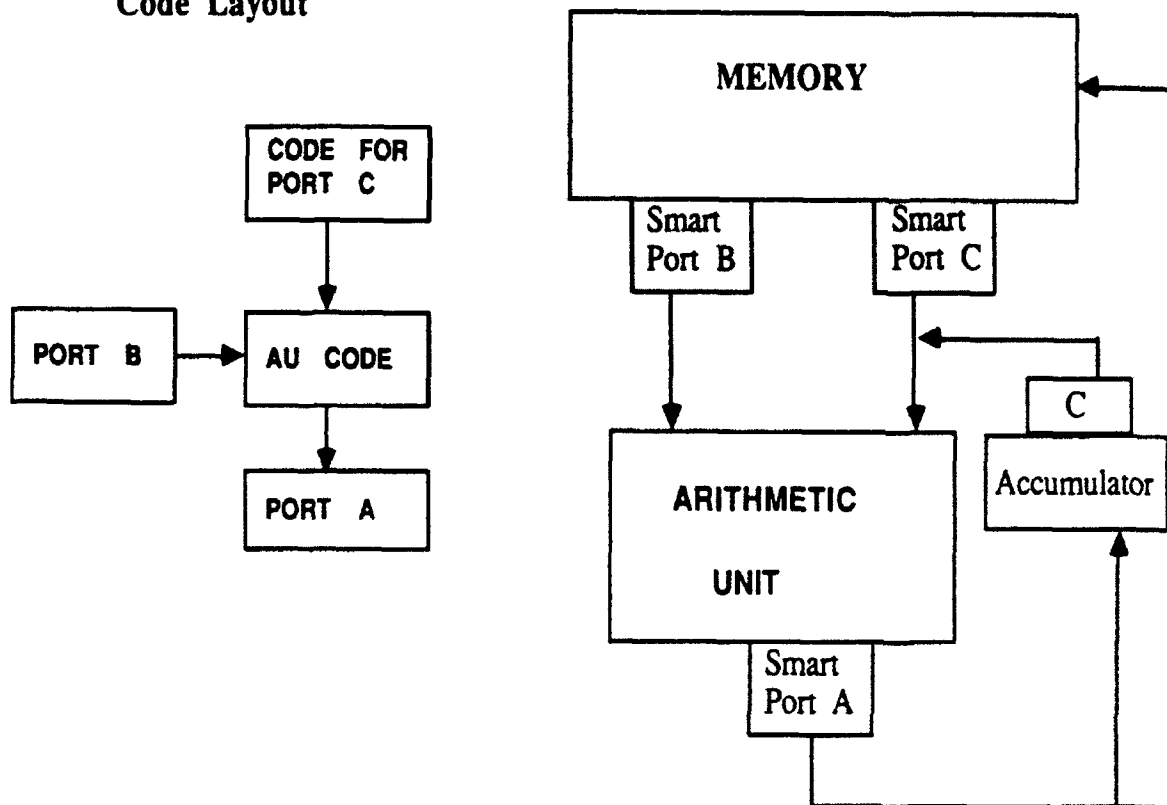 Code Layout
CODE FOR
PORT C
PORT B
AU CODE
PORT A
MEMORY
Smart
Port B
Smart
Port C
C
Accumulator
ARITHMETIC
UNIT
Smart
Port A